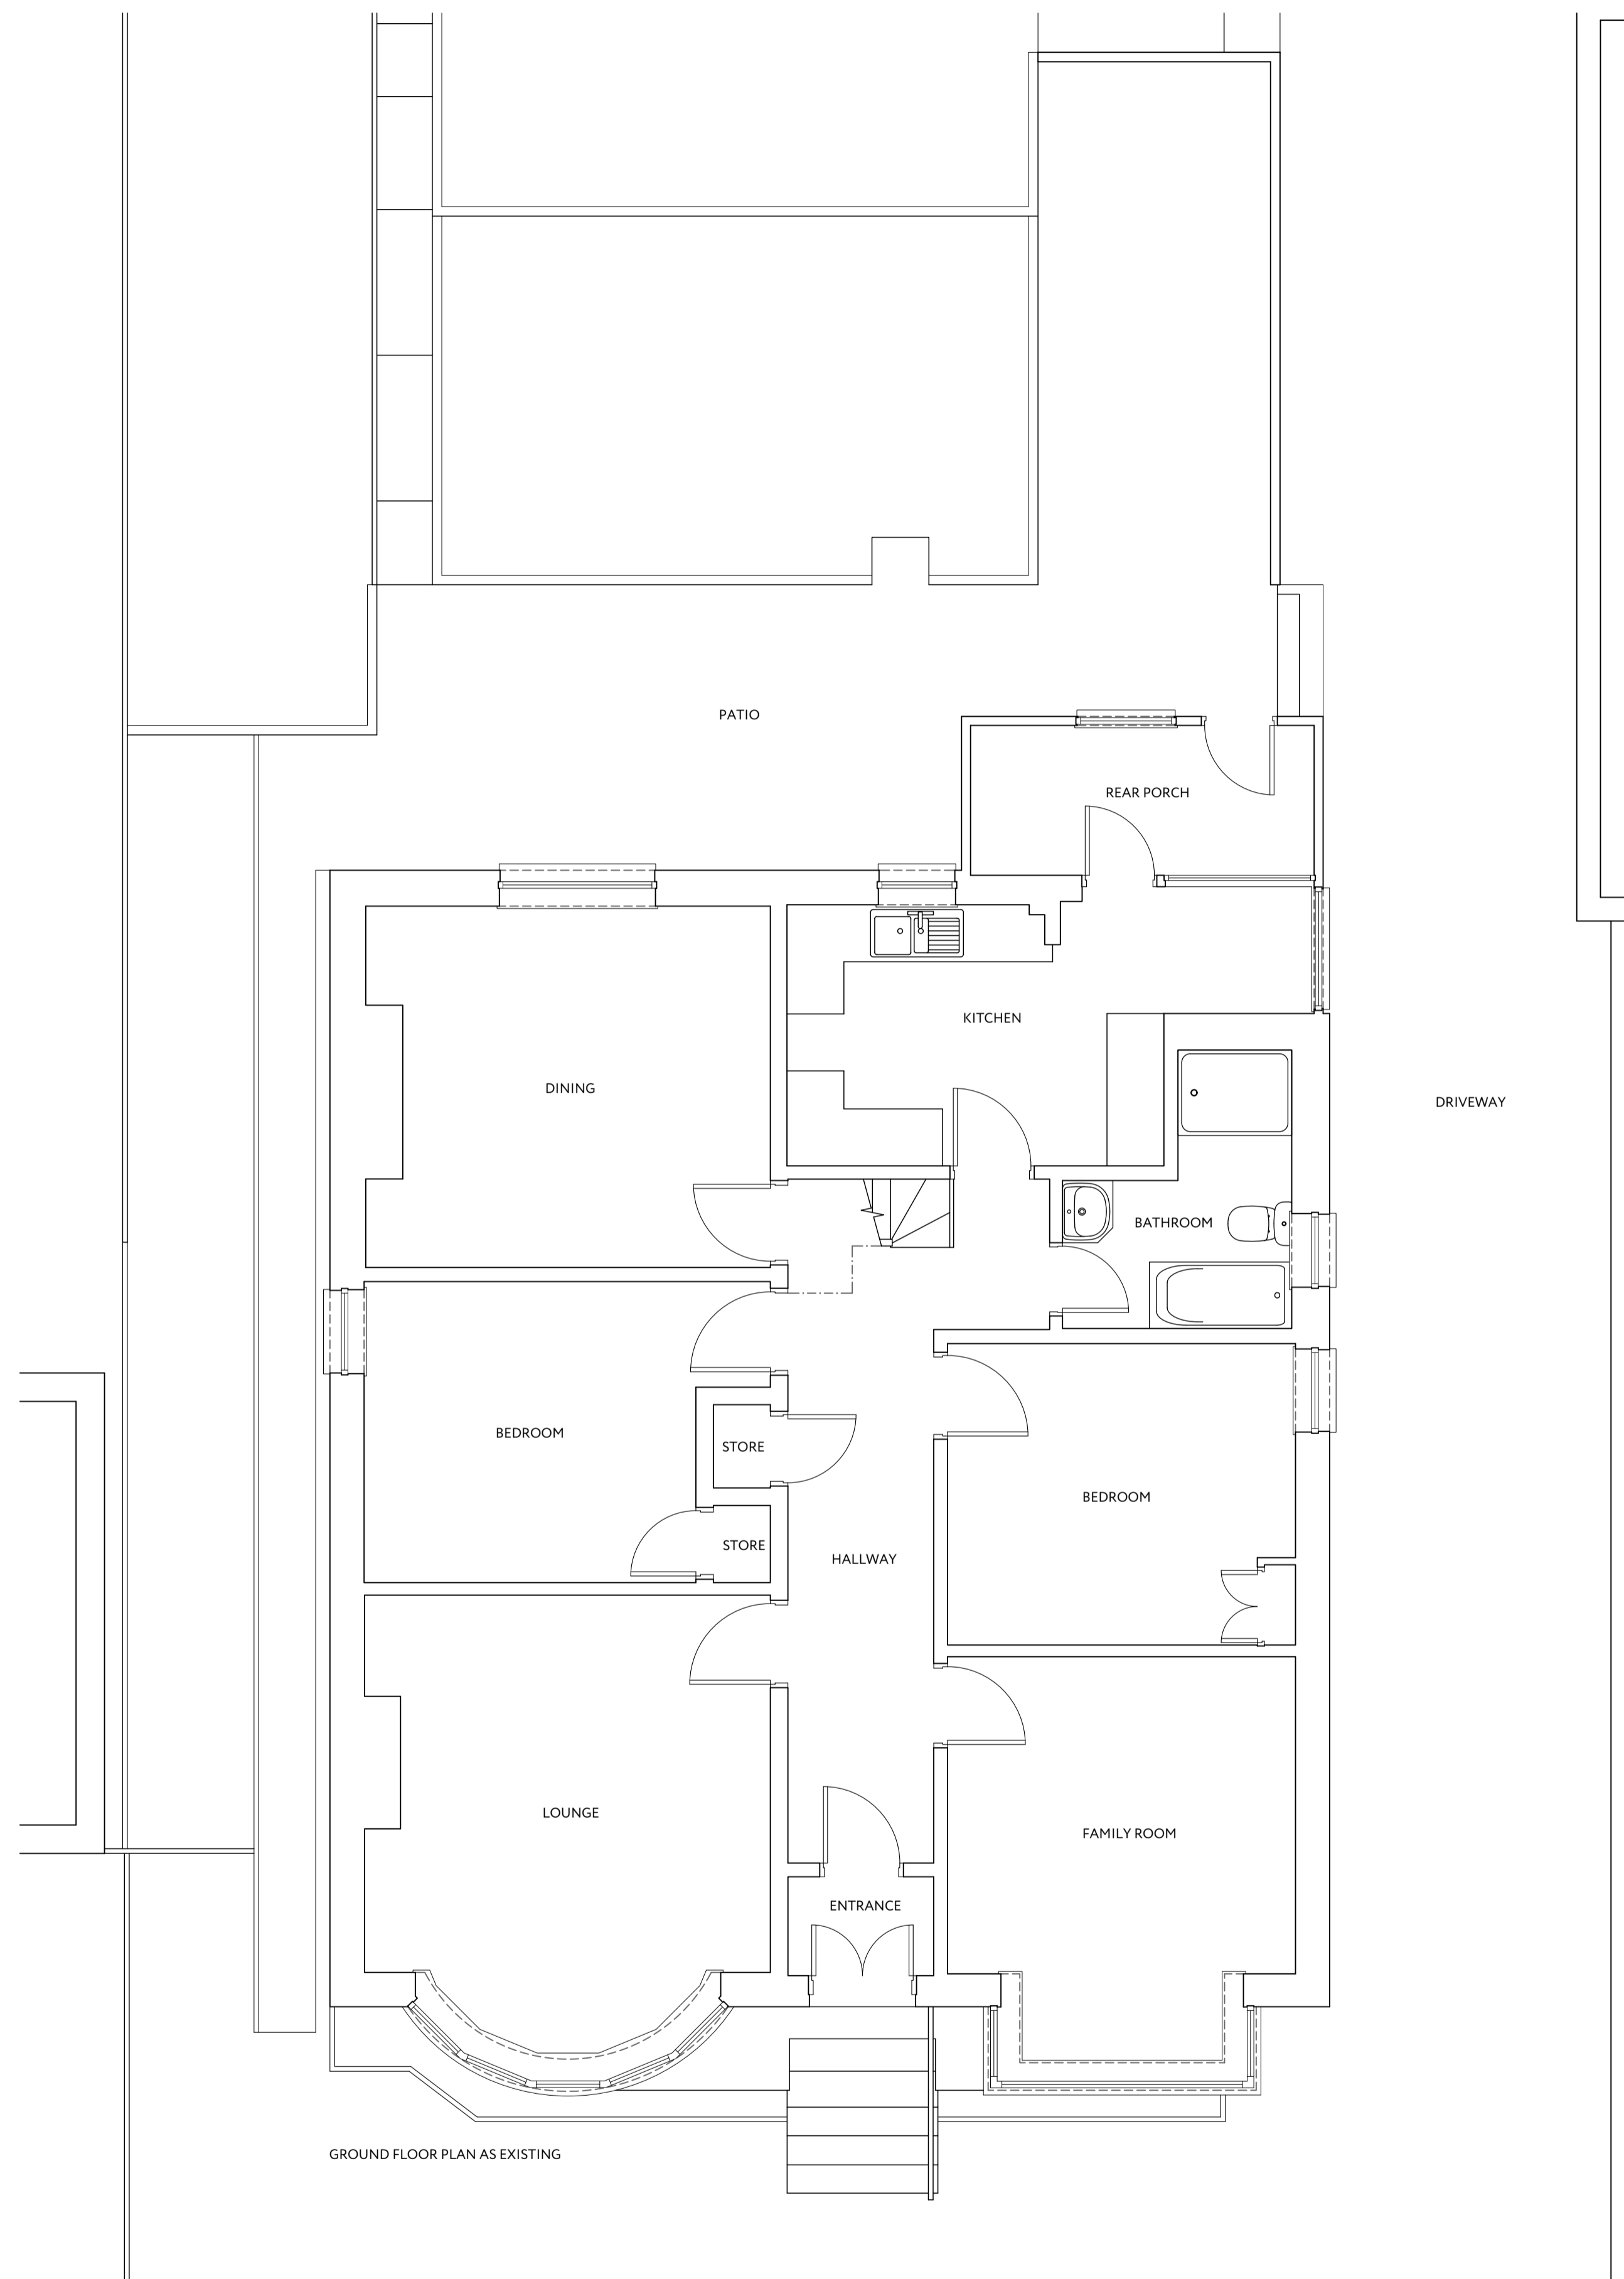 PATIO
REAR PORCH
KITCHEN
DINING
DRIVEWAY
BATHROOM
BEDROOM
STORE
BEDROOM
STORE
HALLWAY
LOUNGE
FAMILY ROOM
ENTRANCE
GROUND FLOOR PLAN AS EXISTING